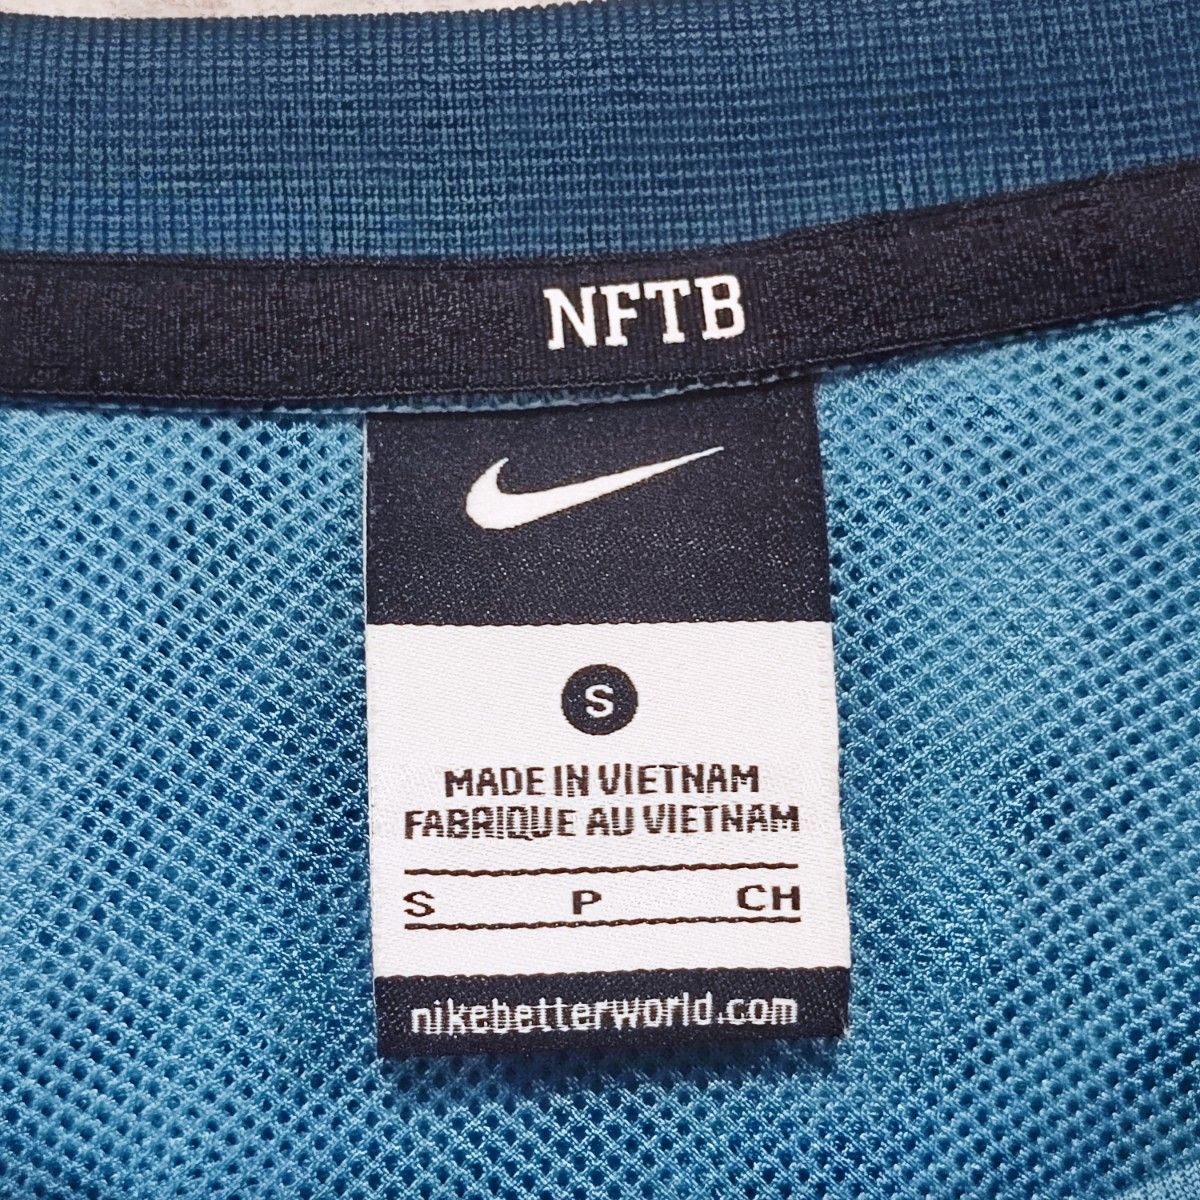 NFTB
S
MADE IN VIETNAM
FABRIQUE AU VIETNAM
S P CH
nikebetterworld.com